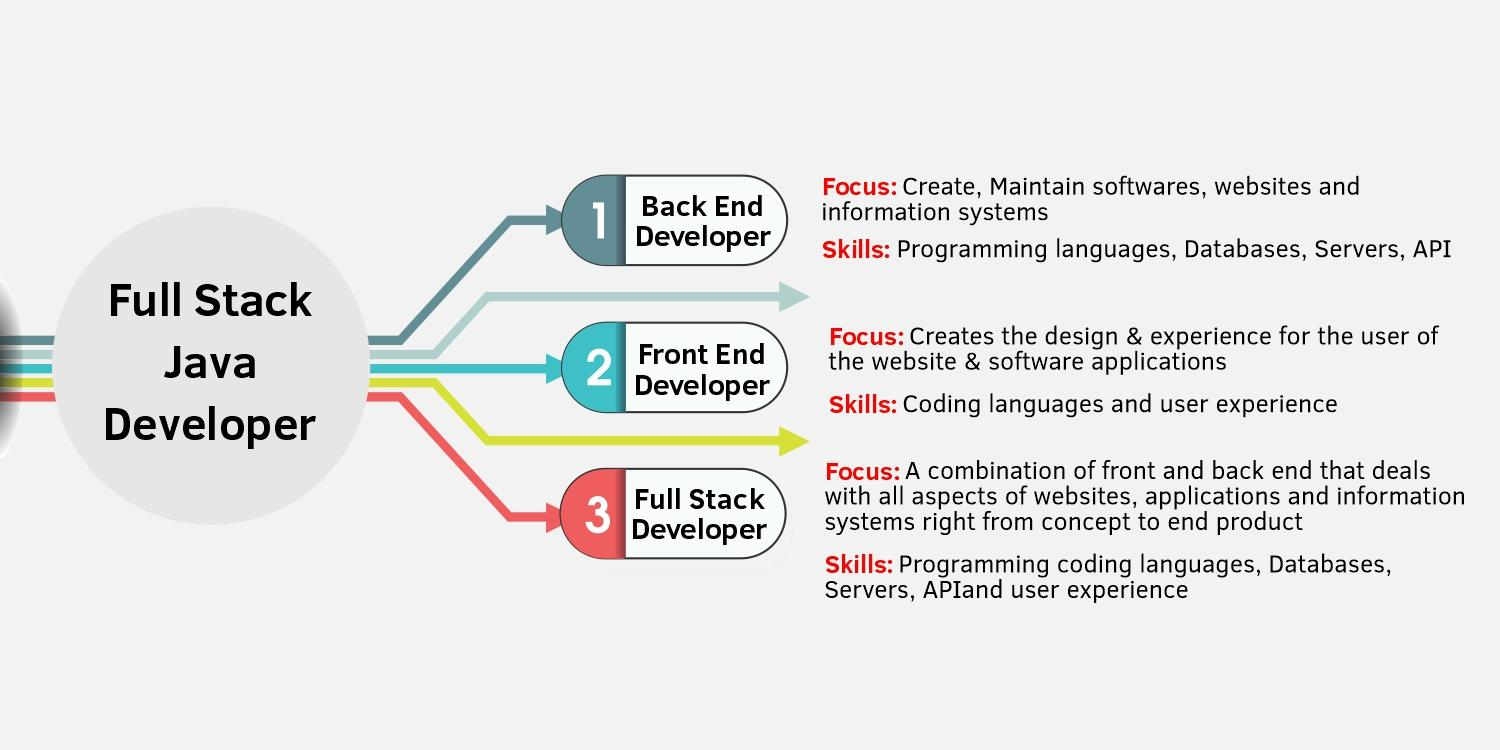 Full Stack
Java
Developer
1
Back End
Developer
Focus: Create, Maintain softwares, websites and
information systems
Skills: Programming languages, Databases, Servers, API
2
Front End
Developer
Focus: Creates the design & experience for the user of
the website & software applications
Skills: Coding languages and user experience
3
Full Stack
Developer
Focus: A combination of front and back end that deals
with all aspects of websites, applications and information
systems right from concept to end product
Skills: Programming coding languages, Databases,
Servers, APIand user experience